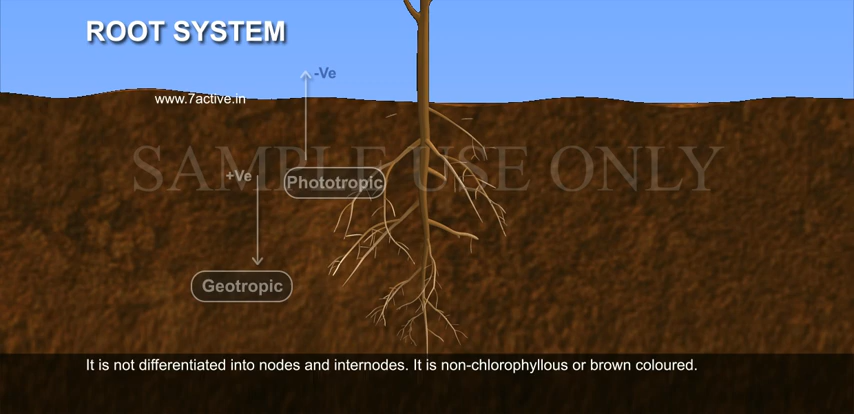 ROOT SYSTEM
-Ve
www.7active.in
SAMPLE USE ONLY
+Ve
Phototropic
Geotropic
It is not differentiated into nodes and internodes. It is non-chlorophyllous or brown coloured.